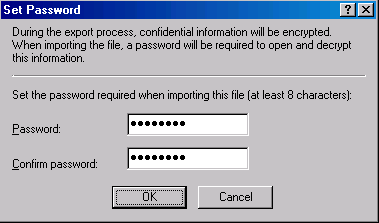 Set Password
During the export process, confidential information will be encrypted.
When importing the file, a password will be required to open and decrypt
this information.
Set the password required when importing this file (at least 8 characters):
Password: ●●●●●●●●
Confirm password: ●●●●●●●●
OK Cancel